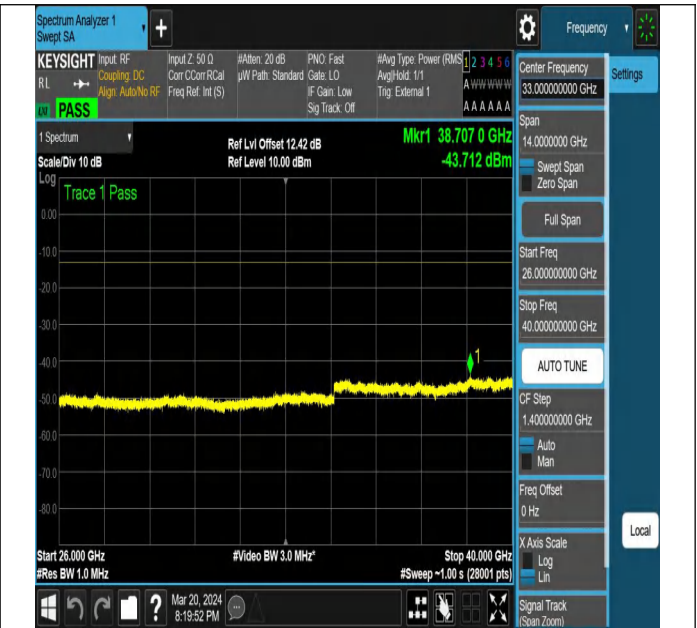 Spectrum Analyzer 1
Swept SA
Frequency
KEYSIGHT
Input: RF
Coupling: DC
Align: Auto/No RF
Input Z: 50 Ω
Corr CCorr RCal
Freq Ref: Int (S)
#Atten: 20 dB
µW Path: Standard
PNO: Fast
Gate: LO
IF Gain: Low
Sig Track: Off
#Avg Type: Power (RMS
Avg|Hold: 1/1
Trig: External 1
1 2 3 4 5 6
A W W W W W
A A A A A A
RL
PASS
1 Spectrum
Scale/Div 10 dB
Ref Lvl Offset 12.42 dB
Ref Level 10.00 dBm
Mkr1 38.707 0 GHz
-43.712 dBm
Log
Trace 1 Pass
0.00
-10.0
-20.0
-30.0
-40.0
-50.0
-60.0
-70.0
-80.0
1
Start 26.000 GHz
#Res BW 1.0 MHz
#Video BW 3.0 MHz*
Stop 40.000 GHz
#Sweep ~1.00 s (28001 pts)
Mar 20, 2024
8:19:52 PM
Center Frequency
33.000000000 GHz
Settings
Span
14.0000000 GHz
Swept Span
Zero Span
Full Span
Start Freq
26.000000000 GHz
Stop Freq
40.000000000 GHz
AUTO TUNE
CF Step
1.400000000 GHz
Auto
Man
Freq Offset
0 Hz
X Axis Scale
Log
Lin
Local
Signal Track
(Span Zoom)